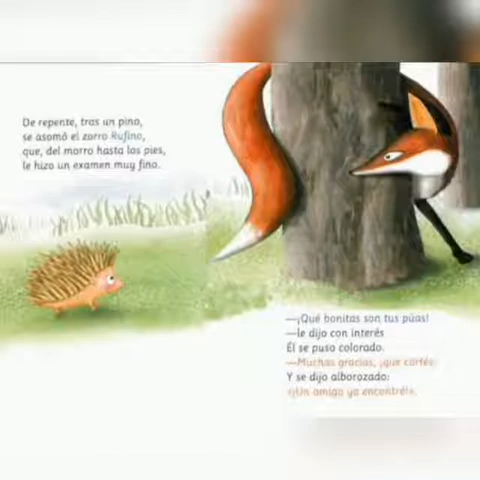 De repente, tras un pino,
se asomó el zorro Rufino,
que, del morro hasta los pies,
le hizo un examen muy fino.
—¡Qué bonitas son tus púas!
—le dijo con interés
Él se puso colorado.
—Muchas gracias, ¡qué cortés!
Y se dijo alborozado:
«¡Un amigo ya encontré!».